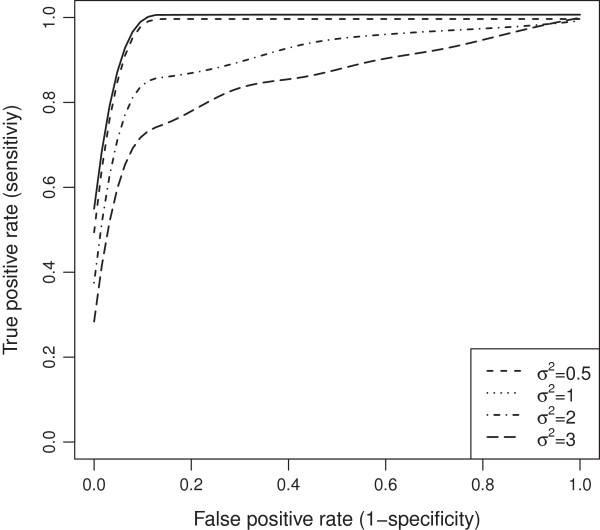 True positive rate (sensitiviy)
1.0
0.8
0.6
0.4
0.2
0.0
σ²=0.5
σ²=1
σ²=2
σ²=3
0.0 0.2 0.4 0.6 0.8 1.0
False positive rate (1−specificity)